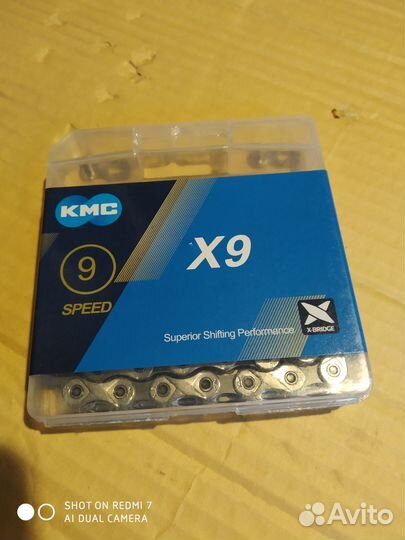 KMC
X9
9
SPEED
X-BRIDGE
Superior Shifting Performance
SHOT ON REDMI 7
AI DUAL CAMERA
Avito